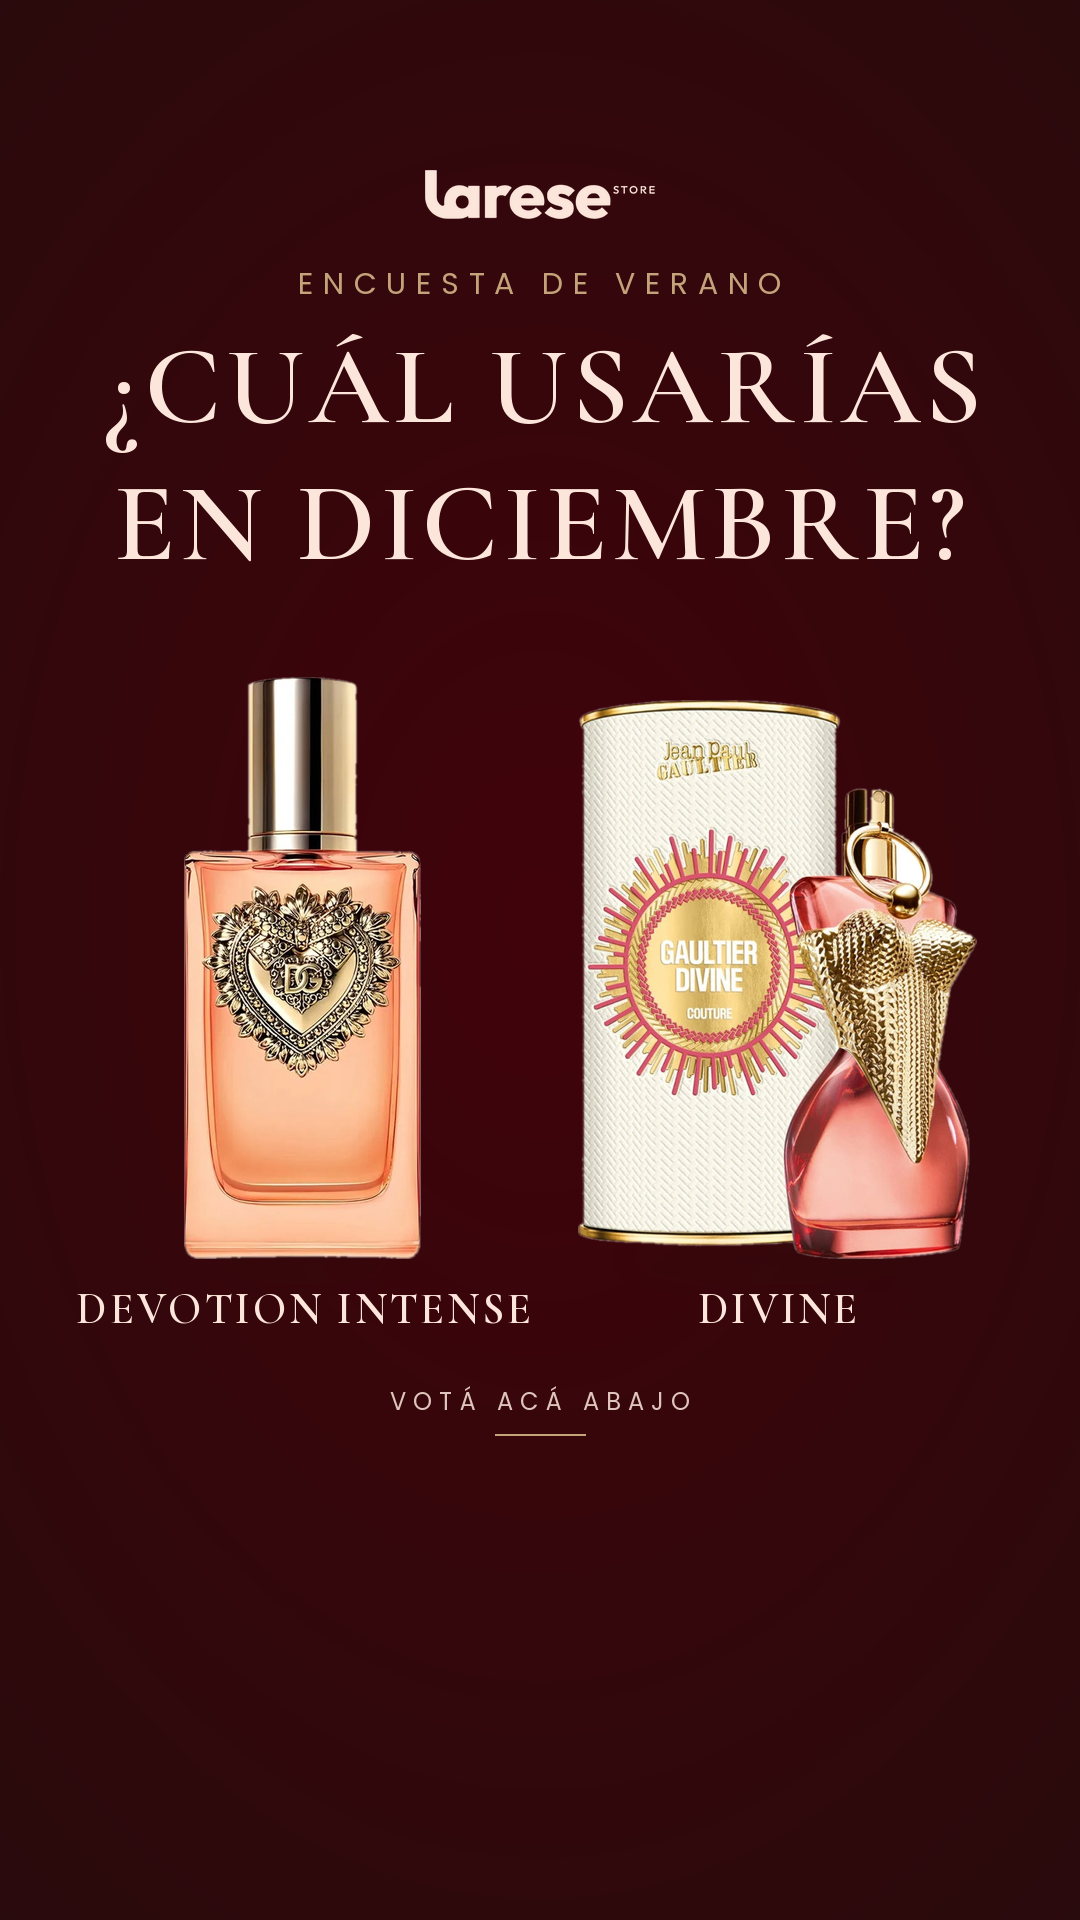 larese STORE
ENCUESTA DE VERANO
¿CUÁL USARÍAS
EN DICIEMBRE?
Jean Paul
GAULTIER
DG
GAULTIER
DIVINE
COUTURE
DEVOTION INTENSE
DIVINE
VOTÁ ACÁ ABAJO